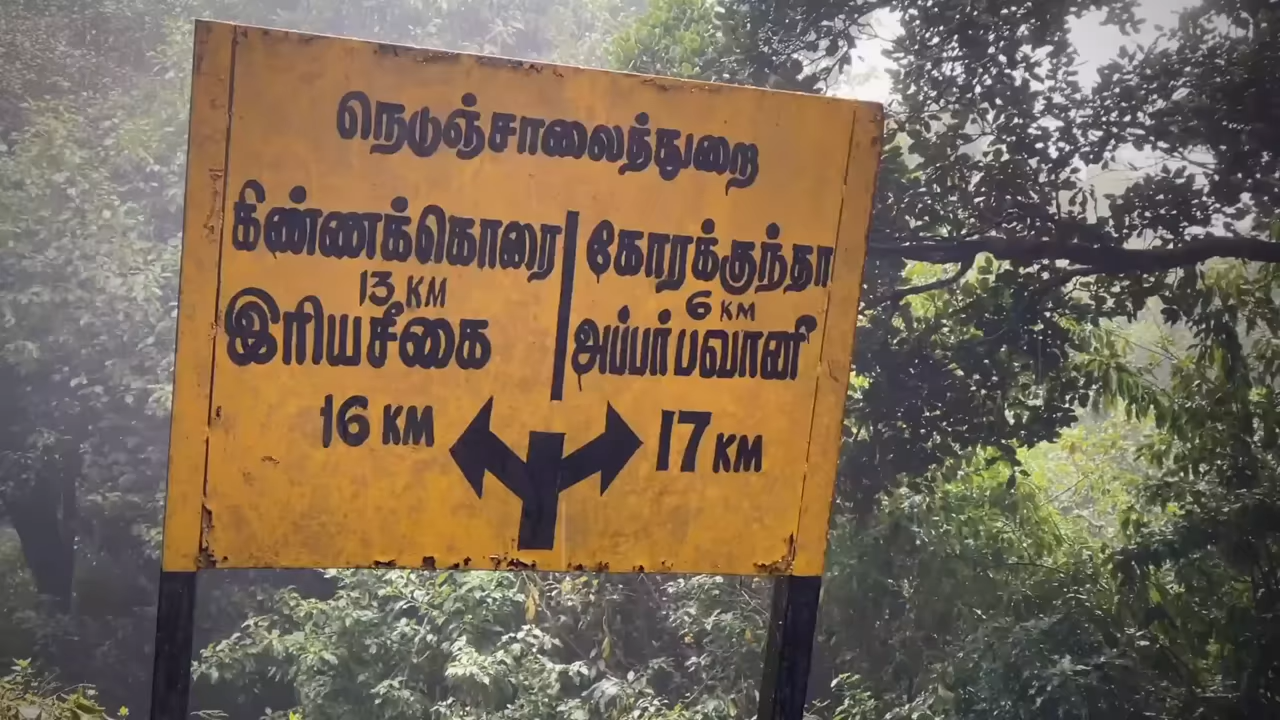 நெடுஞ்சாலைத்துறை
கிண்ணக்கொரை
13 KM
இரியசீகை
16 KM
கோரக்குந்தா
6 KM
அப்பர்பவானி
17 KM